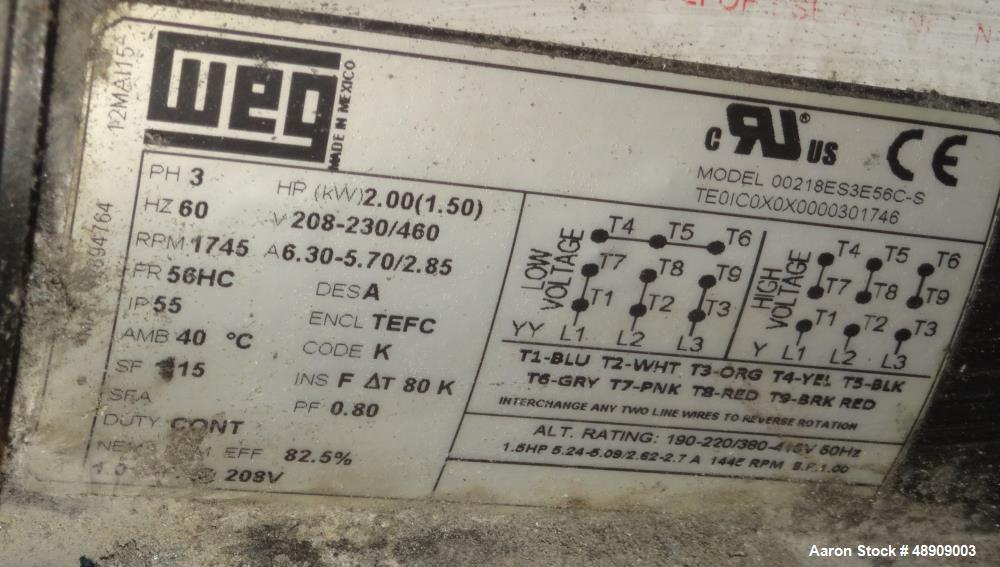 12MAI15
WEG
MADE IN MEXICO
C RU® US CE
MODEL 00218ES3E56C-S
TE0IC0X0X0000301746
PH 3 HP (kW) 2.00(1.50)
HZ 60 V 208-230/460
RPM 1745 A 6.30-5.70/2.85
FR 56HC DES A
IP 55 ENCL TEFC
AMB 40 °C CODE K
SF 15 INS F ΔT 80 K
SFA PF 0.80
DUTY CONT
EFF 82.5%
208V
LOW VOLTAGE
T4 T5 T6
T7 T8 T9
T1 T2 T3
YY L1 L2 L3
HIGH VOLTAGE
T4 T5 T6
T7 T8 T9
T1 T2 T3
Y L1 L2 L3
T1-BLU T2-WHT T3-ORG T4-YEL T5-BLK
T6-GRY T7-PNK T8-RED T9-BRK RED
INTERCHANGE ANY TWO LINE WIRES TO REVERSE ROTATION
ALT. RATING: 190-220/380-415V 50Hz
1.5HP 5.24-5.09/2.62-2.7 A RPM S.F.1.00
Aaron Stock # 48909003